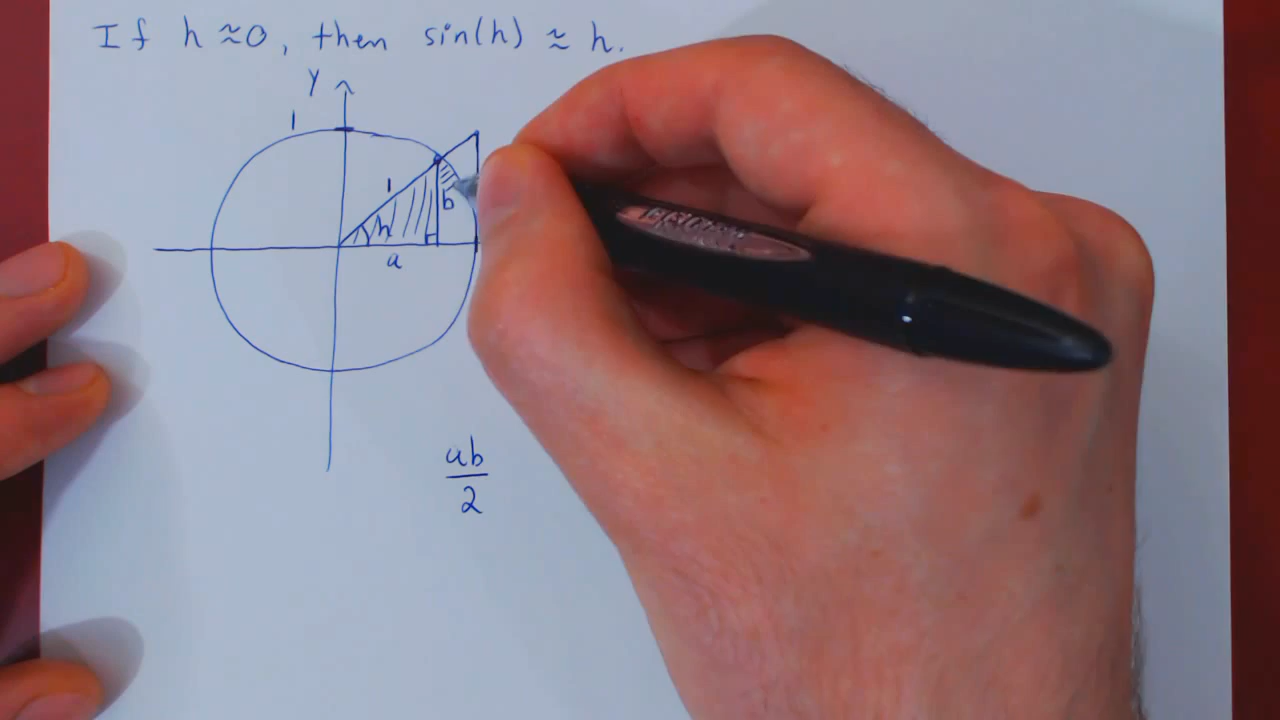 If h ≈ 0, then sin(h) ≈ h.
y
1
1
b
h
a
ab
2